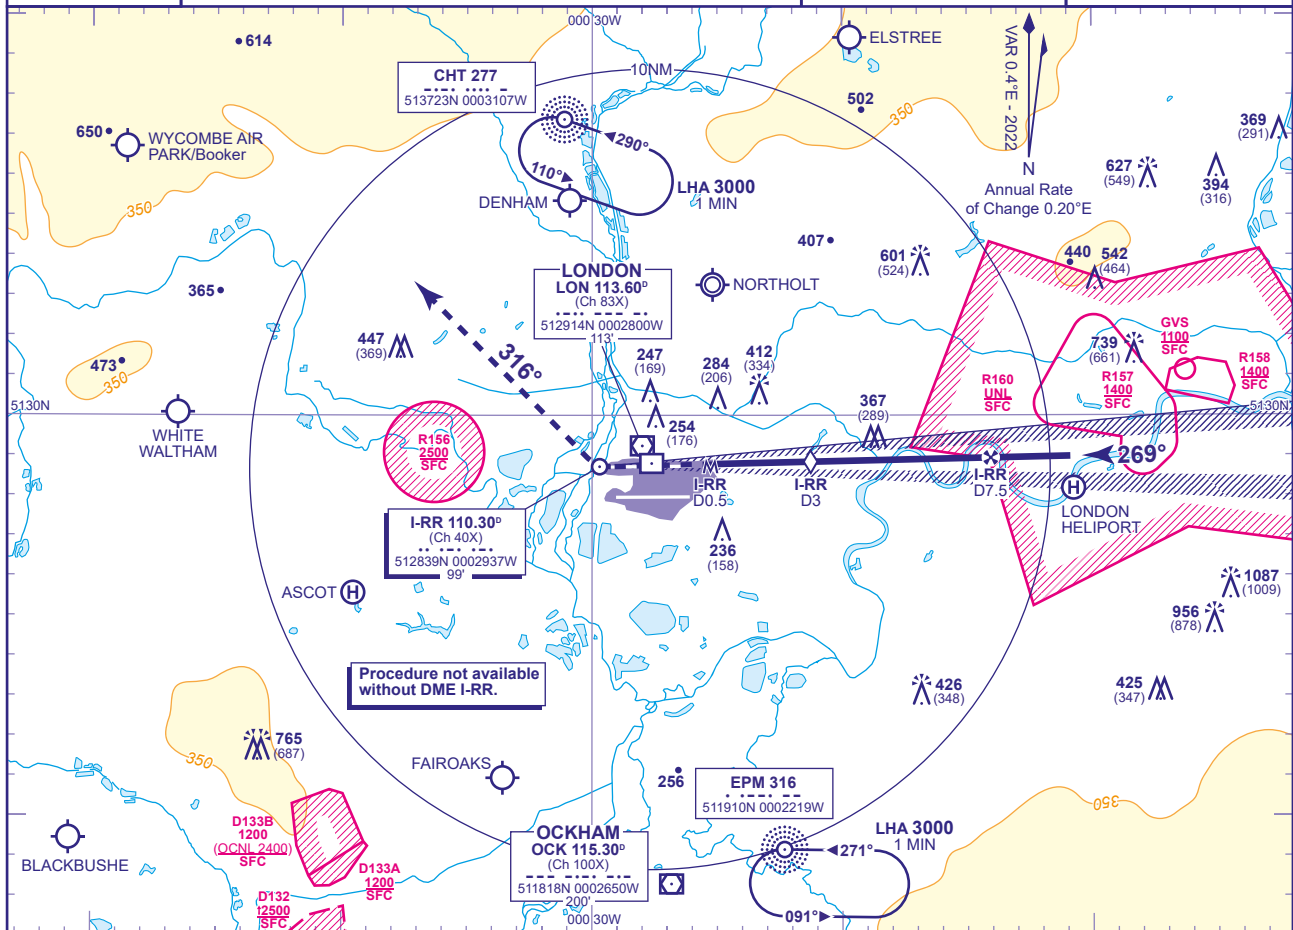 000 30W
614
ELSTREE
10NM
CHT 277
513723N 0003107W
VAR 0.4°E - 2022
502
350
369
(291)
650
WYCOMBE AIR
PARK/Booker
290°
110°
LHA 3000
1 MIN
DENHAM
N
Annual Rate
of Change 0.20°E
627
(549)
394
(316)
350
407
601
(524)
440
542
(464)
LONDON
LON 113.60D
(Ch 83X)
512914N 0002800W
113'
NORTHOLT
365
447
(369)
316°
247
(169)
284
(206)
412
(334)
254
(176)
367
(289)
739
(661)
GVS
1100
SFC
R160
UNL
SFC
R157
1400
SFC
R158
1400
SFC
473
350
5130N
5130N
WHITE
WALTHAM
R156
2500
SFC
269°
I-RR
D0.5
I-RR
D3
I-RR
D7.5
H
LONDON
HELIPORT
I-RR 110.30D
(Ch 40X)
512839N 0002937W
99'
236
(158)
ASCOT H
1087
(1009)
956
(878)
Procedure not available
without DME I-RR.
426
(348)
425
(347)
765
(687)
350
FAIROAKS
256
EPM 316
511910N 0002219W
350
D133B
1200
(OCNL 2400)
SFC
BLACKBUSHE
D133A
1200
SFC
D132
2500
SFC
OCKHAM
OCK 115.30D
(Ch 100X)
511818N 0002650W
200'
000 30W
LHA 3000
1 MIN
271°
091°